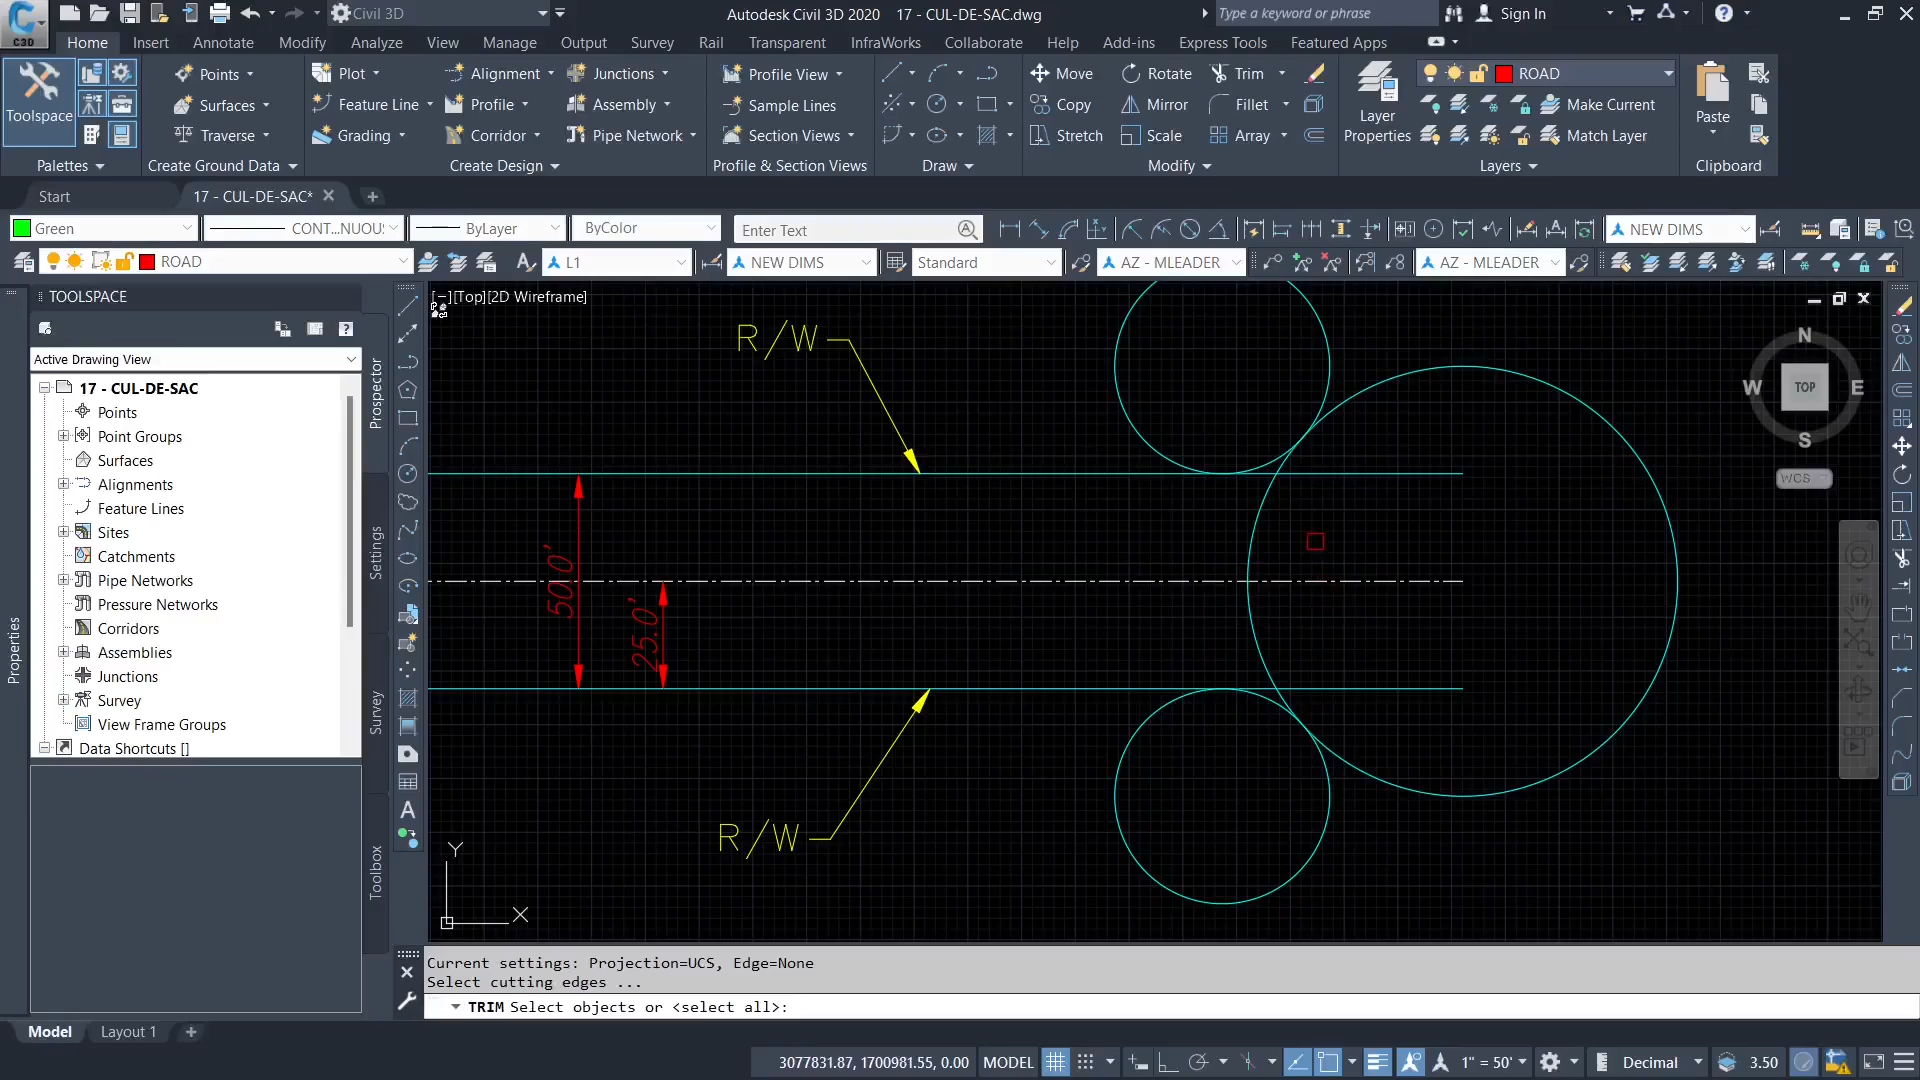 C3D
Civil 3D
Autodesk Civil 3D 2020 17 - CUL-DE-SAC.dwg
Type a keyword or phrase
Sign In
Home Insert Annotate Modify Analyze View Manage Output Survey Rail Transparent InfraWorks Collaborate Help Add-ins Express Tools Featured Apps
Toolspace
Points
Surfaces
Traverse
Plot
Feature Line
Grading
Alignment
Profile
Corridor
Junctions
Assembly
Pipe Network
Profile View
Sample Lines
Section Views
Move
Copy
Stretch
Rotate
Mirror
Scale
Trim
Fillet
Array
Layer
Properties
ROAD
Make Current
Match Layer
Paste
Palettes
Create Ground Data
Create Design
Profile & Section Views
Draw
Modify
Layers
Clipboard
Start
17 - CUL-DE-SAC*
Green
CONT...NUOU:
ByLayer
ByColor
Enter Text
NEW DIMS
ROAD
L1
NEW DIMS
Standard
AZ - MLEADER
AZ - MLEADER
TOOLSPACE
Active Drawing View
17 - CUL-DE-SAC
Points
Point Groups
Surfaces
Alignments
Feature Lines
Sites
Catchments
Pipe Networks
Pressure Networks
Corridors
Assemblies
Junctions
Survey
View Frame Groups
Data Shortcuts []
Properties
Prospector
Settings
Survey
Toolbox
[−][Top][2D Wireframe]
R/W
50.0'
25.0'
R/W
N
W
TOP
E
S
WCS
Y
X
Current settings: Projection=UCS, Edge=None
Select cutting edges ...
TRIM Select objects or <select all>:
Model
Layout 1
3077831.87, 1700981.55, 0.00
MODEL
1" = 50'
Decimal
3.50